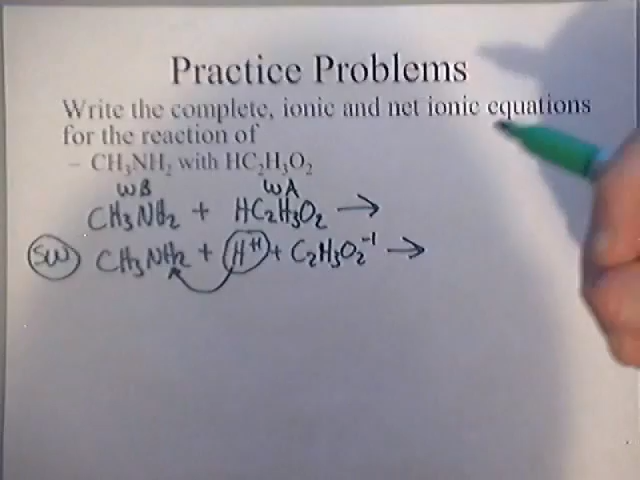 Practice Problems
Write the complete, ionic and net ionic equations
for the reaction of
– CH₃NH₂ with HC₂H₃O₂
WB WA
CH₃NH₂ + HC₂H₃O₂ →
SW CH₃NH₂ + H⁺¹ + C₂H₃O₂⁻¹ →